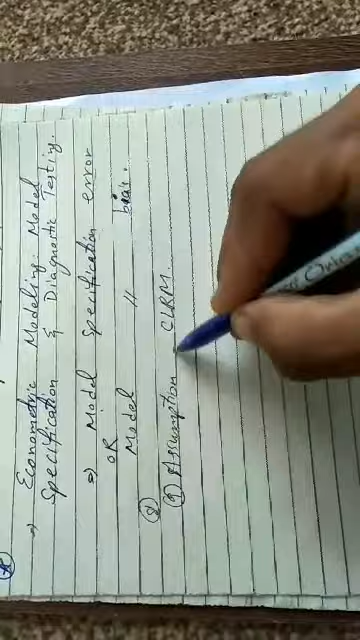 ⇒ Econometric Modeling: Model
Specification & Diagnostic Testing.
⇒ Model Specification error
OR
Model " bias.
Assumption CLRM.